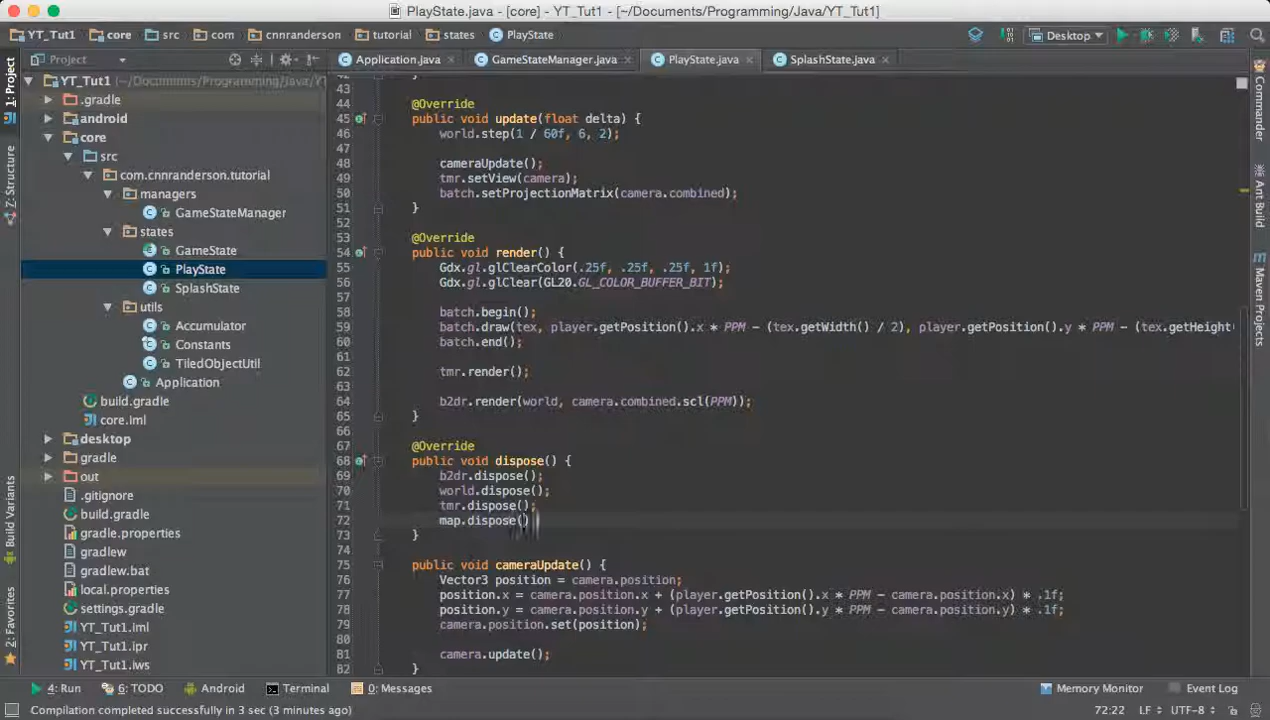 PlayState.java - [core] - YT_Tut1 - [~/Documents/Programming/Java/YT_Tut1]
YT_Tut1 core src com cnnranderson tutorial states PlayState Desktop
Project Application.java GameStateManager.java PlayState.java SplashState.java
1: Project
Z: Structure
Build Variants
2: Favorites
YT_Tut1 (~/Documents/Programming/Java/YT
.gradle
android
core
src
com.cnnranderson.tutorial
managers
GameStateManager
states
GameState
PlayState
SplashState
utils
Accumulator
Constants
TiledObjectUtil
Application
build.gradle
core.iml
desktop
gradle
out
.gitignore
build.gradle
gradle.properties
gradlew
gradlew.bat
local.properties
settings.gradle
YT_Tut1.iml
YT_Tut1.ipr
YT_Tut1.iws
42 }
43
44 @Override
45 public void update(float delta) {
46 world.step(1 / 60f, 6, 2);
47
48 cameraUpdate();
49 tmr.setView(camera);
50 batch.setProjectionMatrix(camera.combined);
51 }
52
53 @Override
54 public void render() {
55 Gdx.gl.glClearColor(.25f, .25f, .25f, 1f);
56 Gdx.gl.glClear(GL20.GL_COLOR_BUFFER_BIT);
57
58 batch.begin();
59 batch.draw(tex, player.getPosition().x * PPM - (tex.getWidth() / 2), player.getPosition().y * PPM - (tex.getHeight(
60 batch.end();
61
62 tmr.render();
63
64 b2dr.render(world, camera.combined.scl(PPM));
65 }
66
67 @Override
68 public void dispose() {
69 b2dr.dispose();
70 world.dispose();
71 tmr.dispose();
72 map.dispose()
73 }
74
75 public void cameraUpdate() {
76 Vector3 position = camera.position;
77 position.x = camera.position.x + (player.getPosition().x * PPM - camera.position.x) * .1f;
78 position.y = camera.position.y + (player.getPosition().y * PPM - camera.position.y) * .1f;
79 camera.position.set(position);
80
81 camera.update();
82 }
Commander
Ant Build
Maven Projects
4: Run 6: TODO Android Terminal 0: Messages Memory Monitor Event Log
Compilation completed successfully in 3 sec (3 minutes ago) 72:22 LF UTF-8